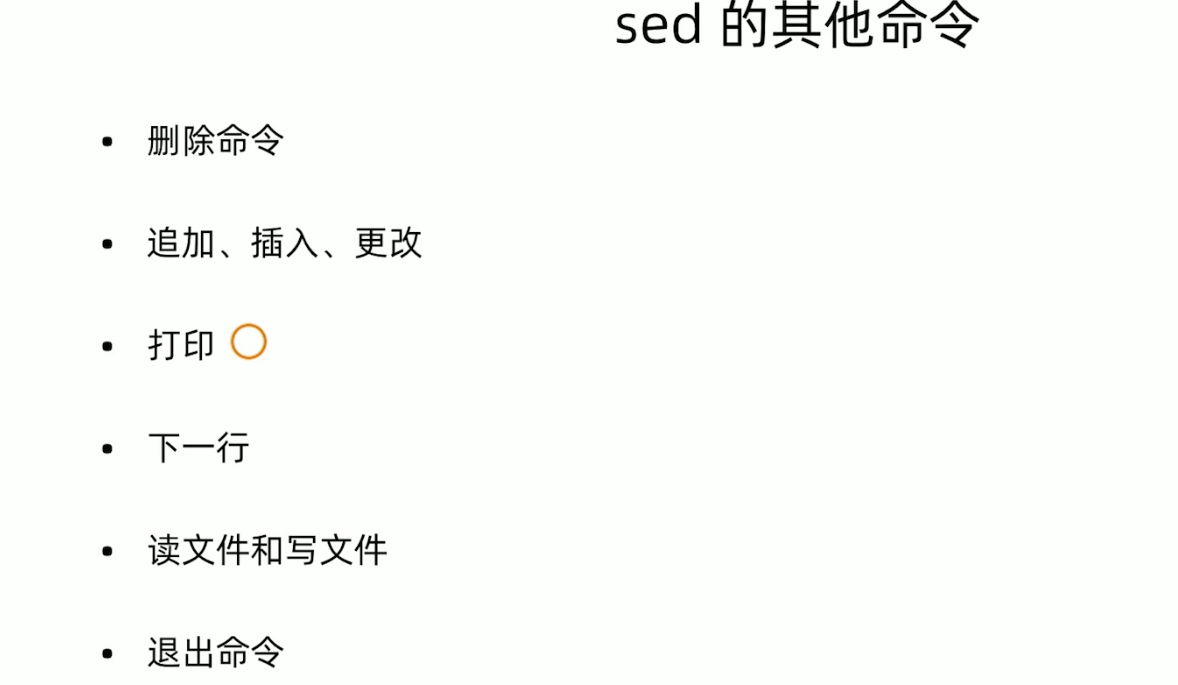 sed 的其他命令
• 删除命令
• 追加、插入、更改
• 打印
• 下一行
• 读文件和写文件
• 退出命令